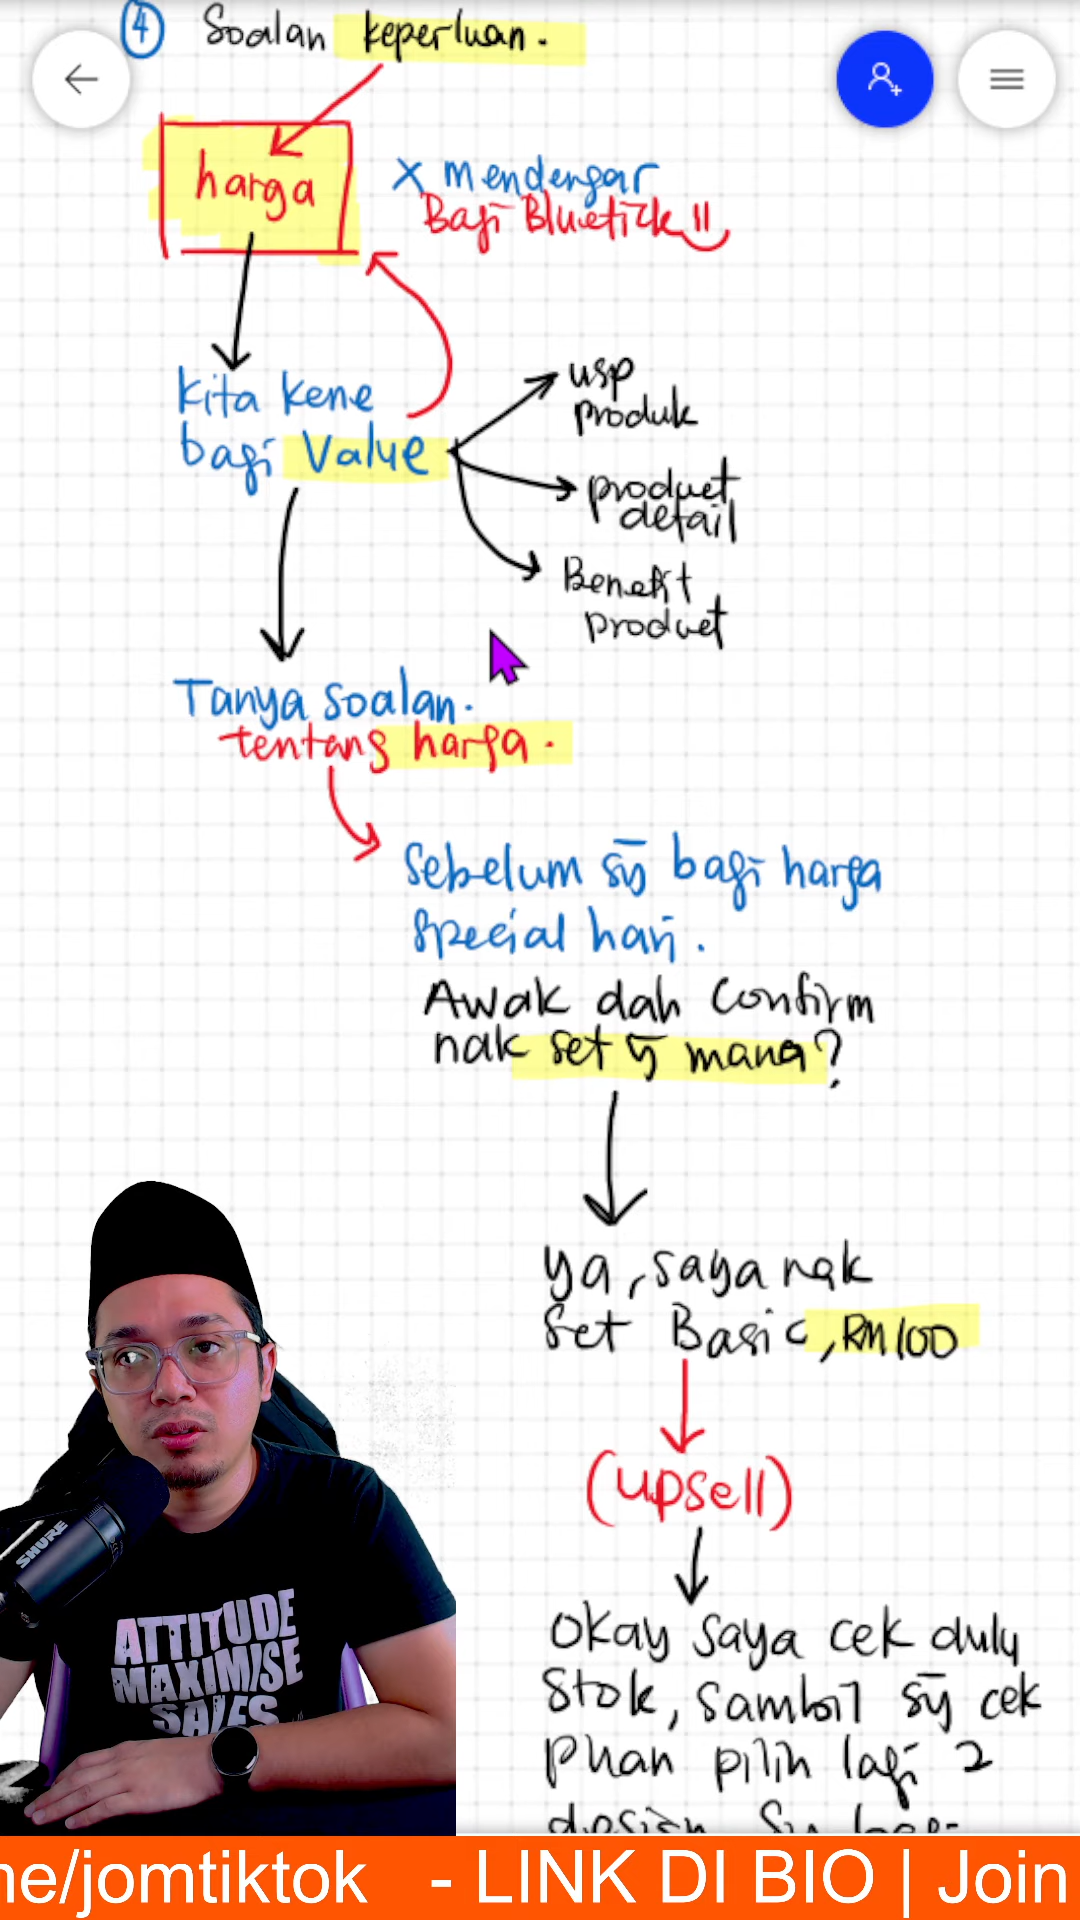 4 Soalan keperluan.
harga
x mendengar
Bagi Bluetick !!
kita kene
bagi Value
usp
produk
product
detail
Benefit
product
Tanya soalan.
tentang harga.
Sebelum sy bagi harga
special hari.
Awak dah confirm
nak set yg mana?
ya, saya nak
set Basic, RM100
(upsell)
Okay saya cek dulu
Stok, sambil sy cek
Phan pilih lagi 2
SHURE
ATTITUDE
MAXIMISE
SALES
ne/jomtiktok - LINK DI BIO | Join